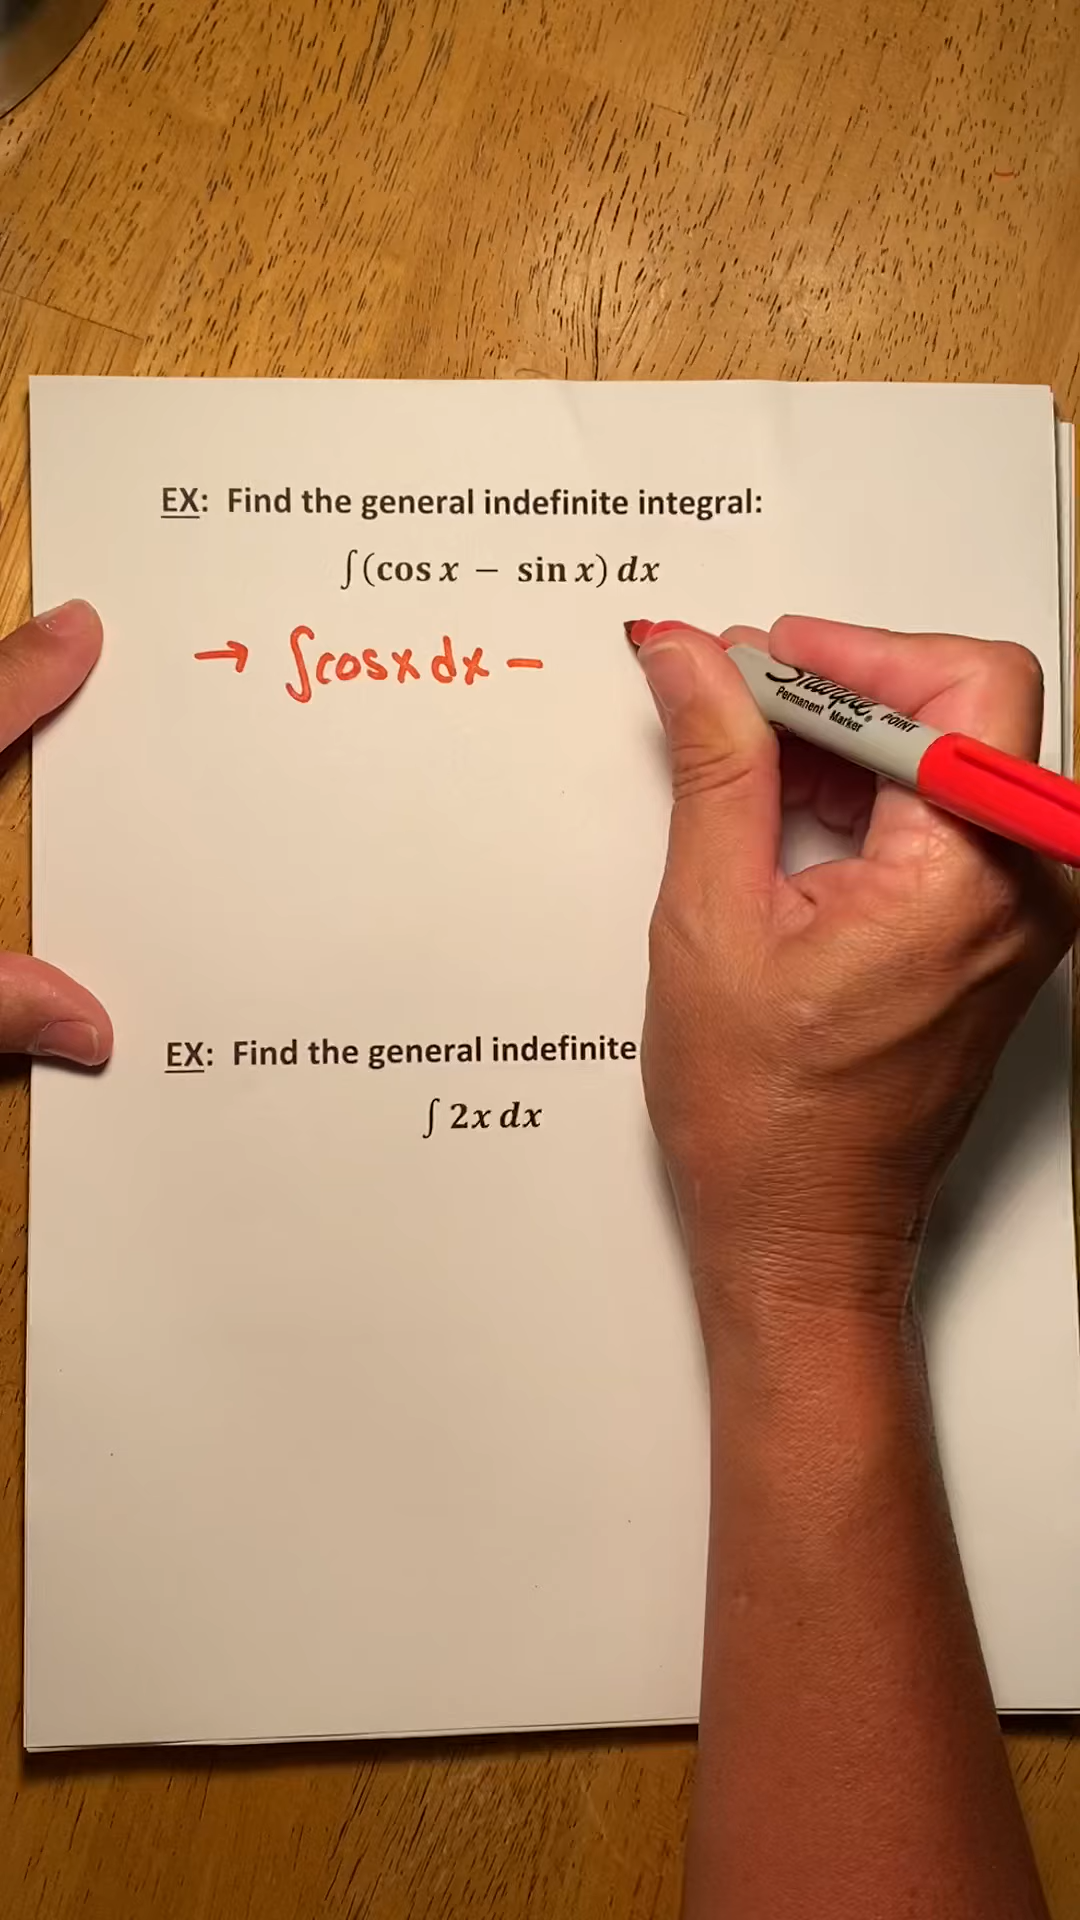 EX: Find the general indefinite integral:
∫(cos x − sin x) dx
→ ∫cosx dx −
Sharpie®
Permanent Marker
POINT
EX: Find the general indefinite
∫ 2x dx